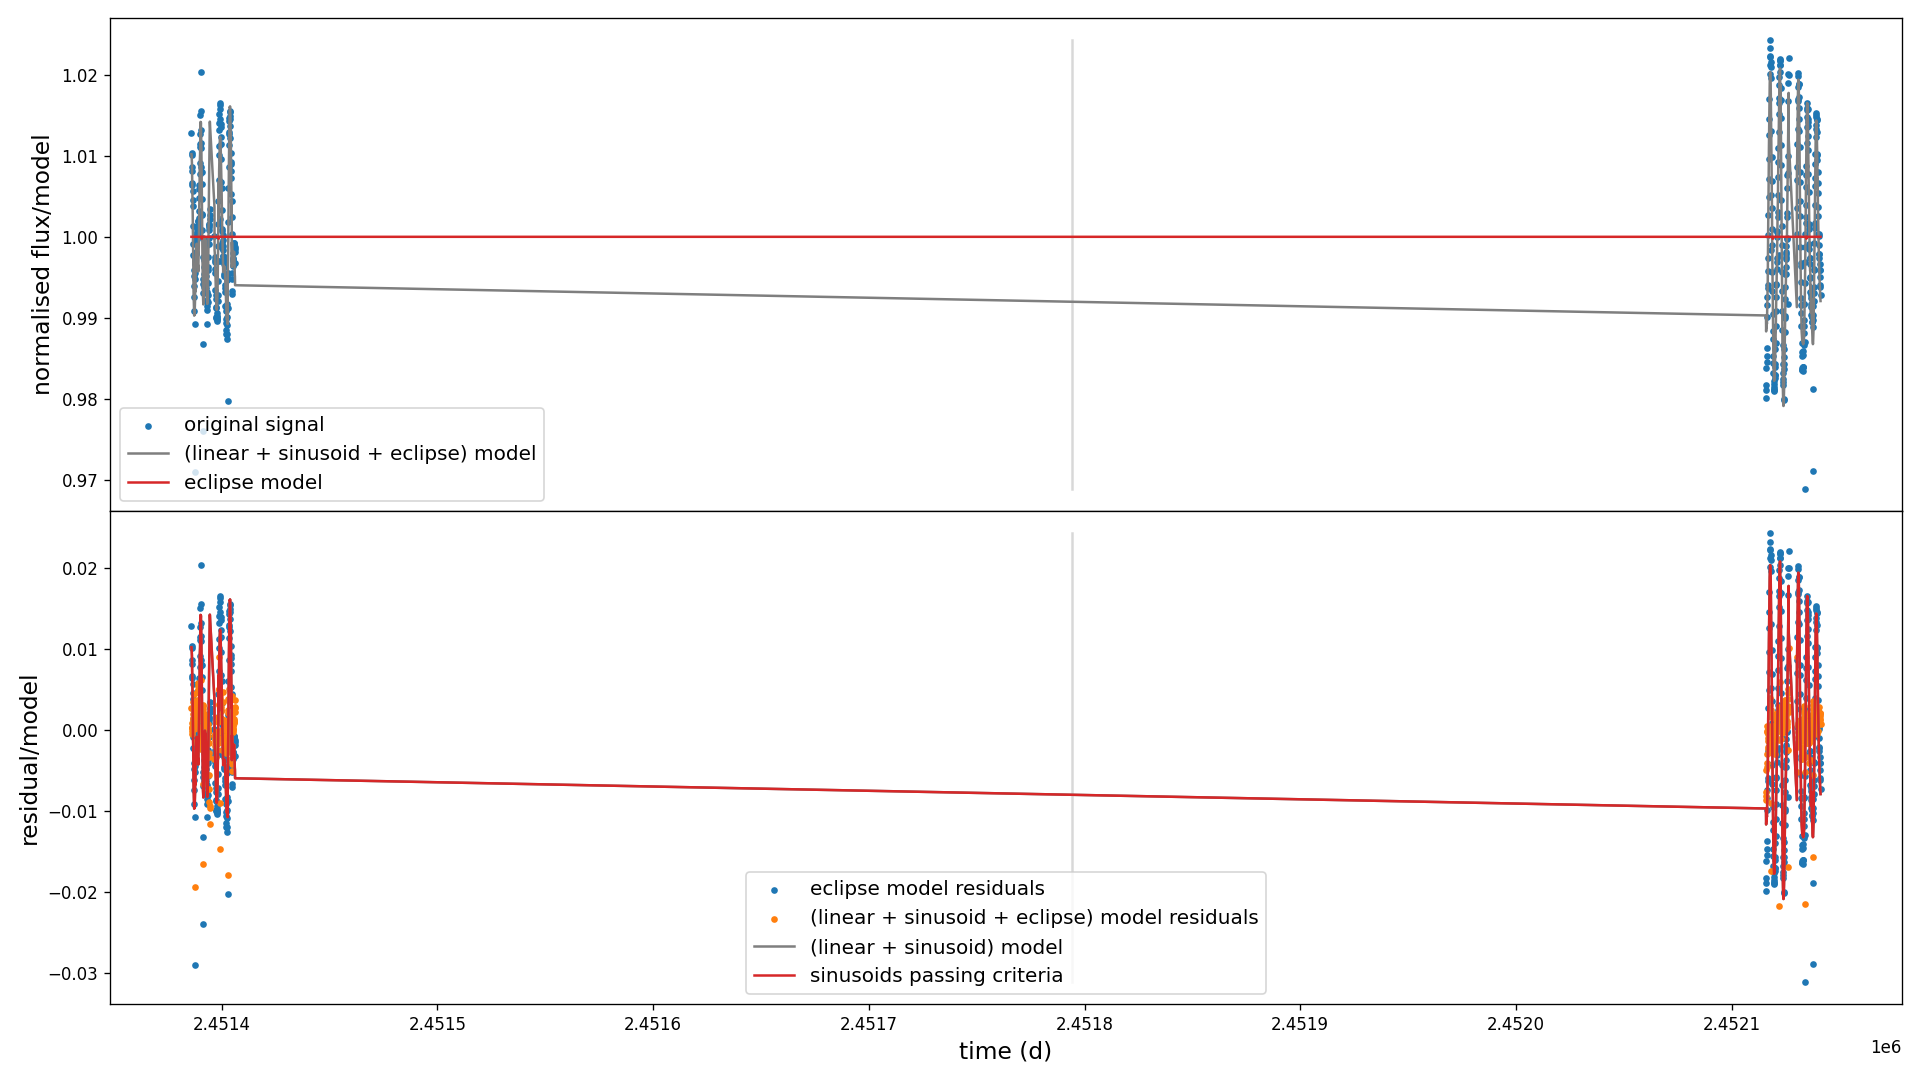 normalised flux/model
1.02
1.01
1.00
0.99
0.98
0.97
original signal
(linear + sinusoid + eclipse) model
eclipse model
residual/model
0.02
0.01
0.00
−0.01
−0.02
−0.03
eclipse model residuals
(linear + sinusoid + eclipse) model residuals
(linear + sinusoid) model
sinusoids passing criteria
2.4514 2.4515 2.4516 2.4517 2.4518 2.4519 2.4520 2.4521
time (d)
1e6